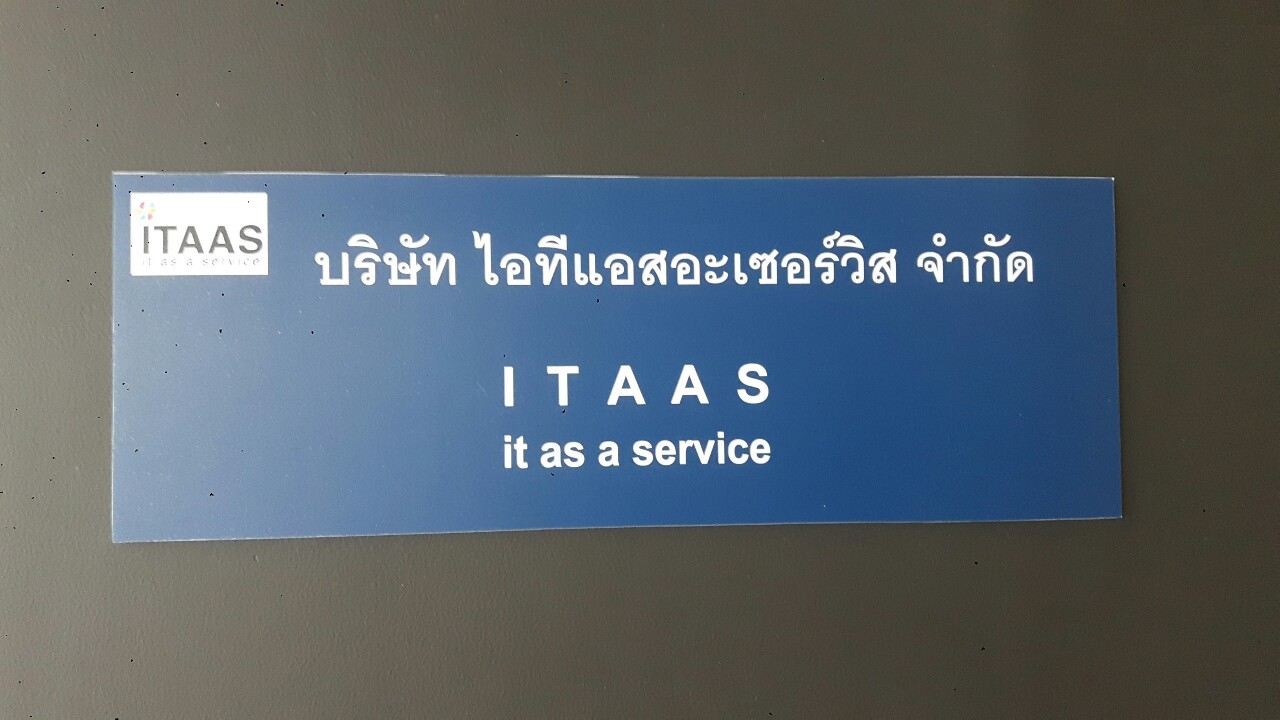 ITAAS
it as a service
บริษัท ไอทีแอสอะเซอร์วิส จำกัด
I T A A S
it as a service